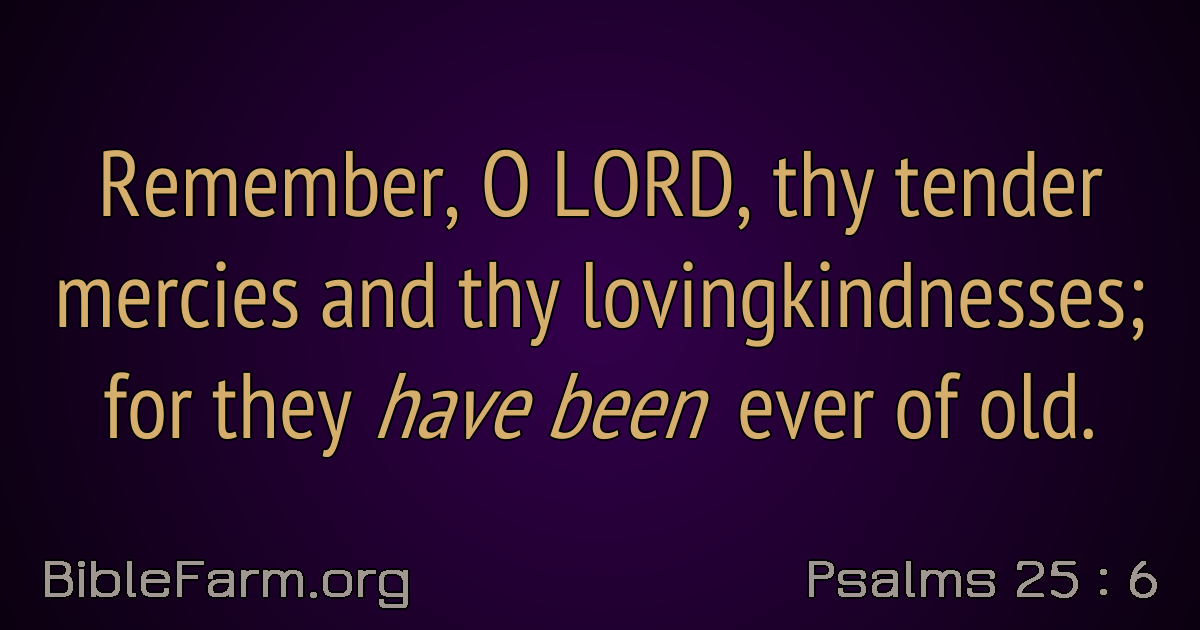 Remember, O LORD, thy tender
mercies and thy lovingkindnesses;
for they have been ever of old.
BibleFarm.org
Psalms 25 : 6